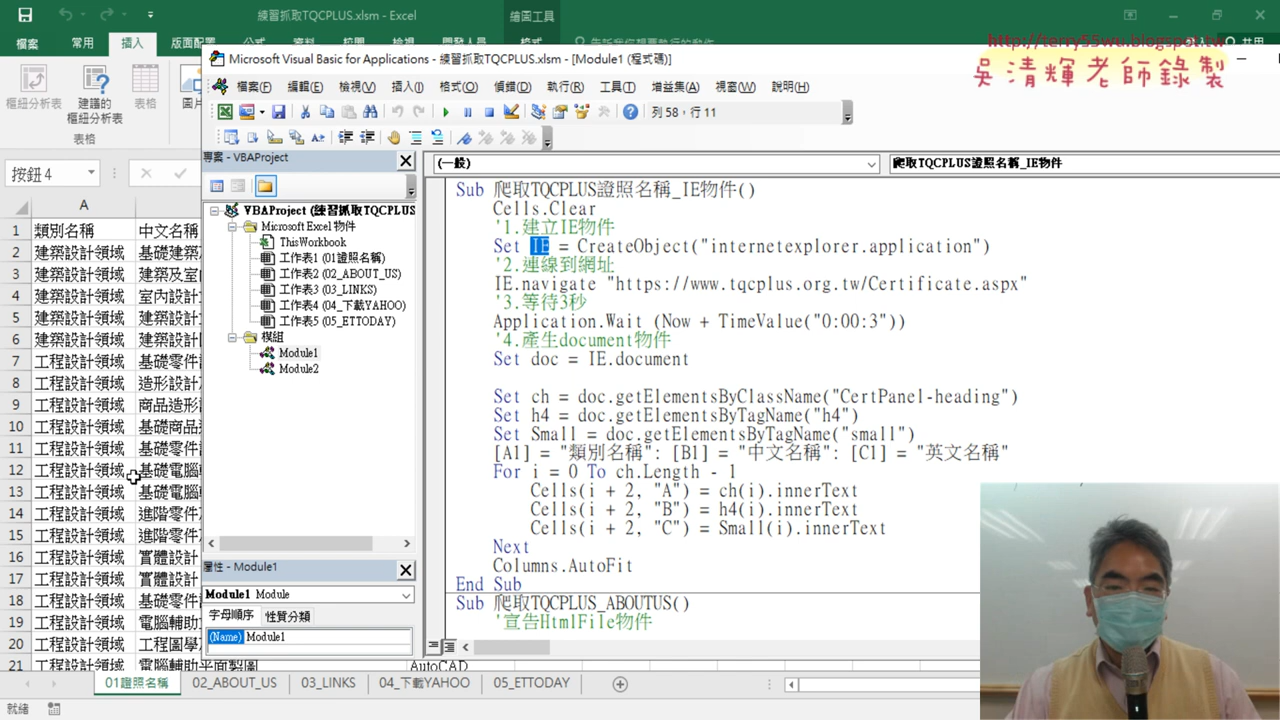 練習抓取TQCPLUS.xlsm - Excel
繪圖工具
檔案
常用
插入
http://terry55wu.blogspot.tw
吳清輝老師錄製
樞紐分析表
建議的
樞紐分析表
表格
圖片
表格
按鈕 4
Microsoft Visual Basic for Applications - 練習抓取TQCPLUS.xlsm - [Module1 (程式碼)]
檔案(F) 編輯(E) 檢視(V) 插入(I) 格式(O) 偵錯(D) 執行(R) 工具(T) 增益集(A) 視窗(W) 說明(H)
列 58，行 11
專案 - VBAProject
VBAProject (練習抓取TQCPLUS
Microsoft Excel 物件
ThisWorkbook
工作表1 (01證照名稱)
工作表2 (02_ABOUT_US)
工作表3 (03_LINKS)
工作表4 (04_下載YAHOO)
工作表5 (05_ETTODAY)
模組
Module1
Module2
屬性 - Module1
Module1 Module
字母順序 性質分類
(Name) Module1
(一般)
爬取TQCPLUS證照名稱_IE物件
Sub 爬取TQCPLUS證照名稱_IE物件()
Cells.Clear
'1.建立IE物件
Set IE = CreateObject("internetexplorer.application")
'2.連線到網址
IE.navigate "https://www.tqcplus.org.tw/Certificate.aspx"
'3.等待3秒
Application.Wait (Now + TimeValue("0:00:3"))
'4.產生document物件
Set doc = IE.document
Set ch = doc.getElementsByClassName("CertPanel-heading")
Set h4 = doc.getElementsByTagName("h4")
Set Small = doc.getElementsByTagName("small")
[A1] = "類別名稱": [B1] = "中文名稱": [C1] = "英文名稱"
For i = 0 To ch.Length - 1
Cells(i + 2, "A") = ch(i).innerText
Cells(i + 2, "B") = h4(i).innerText
Cells(i + 2, "C") = Small(i).innerText
Next
Columns.AutoFit
End Sub
Sub 爬取TQCPLUS_ABOUTUS()
'宣告HtmlFile物件
A
1 類別名稱 中文名稱
2 建築設計領域 基礎建築
3 建築設計領域 建築及室
4 建築設計領域 室內設計
5 建築設計領域 建築設計
6 建築設計領域 建築設計
7 工程設計領域 基礎零件
8 工程設計領域 造形設計
9 工程設計領域 商品造形
10 工程設計領域 基礎商品
11 工程設計領域 基礎零件
12 工程設計領域 基礎電腦
13 工程設計領域 基礎電腦
14 工程設計領域 進階零件
15 工程設計領域 進階零件
16 工程設計領域 實體設計
17 工程設計領域 實體設計
18 工程設計領域 基礎零件
19 工程設計領域 電腦輔助
20 工程設計領域 工程圖學
21 工程設計領域 電腦輔助平面製圖 AutoCAD
01證照名稱 02_ABOUT_US 03_LINKS 04_下載YAHOO 05_ETTODAY
就緒